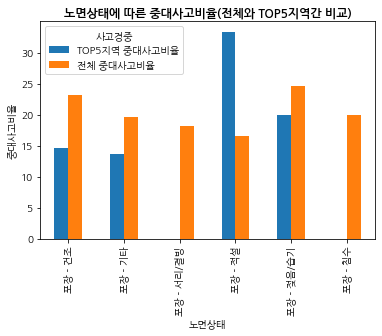 노면상태에 따른 중대사고비율(전체와 TOP5지역간 비교)
사고경중
TOP5지역 중대사고비율
전체 중대사고비율
중대사고비율
30
25
20
15
10
5
0
포장 - 건조
포장 - 기타
포장 - 서리/결빙
포장 - 적설
포장 - 젖음/습기
포장 - 침수
노면상태